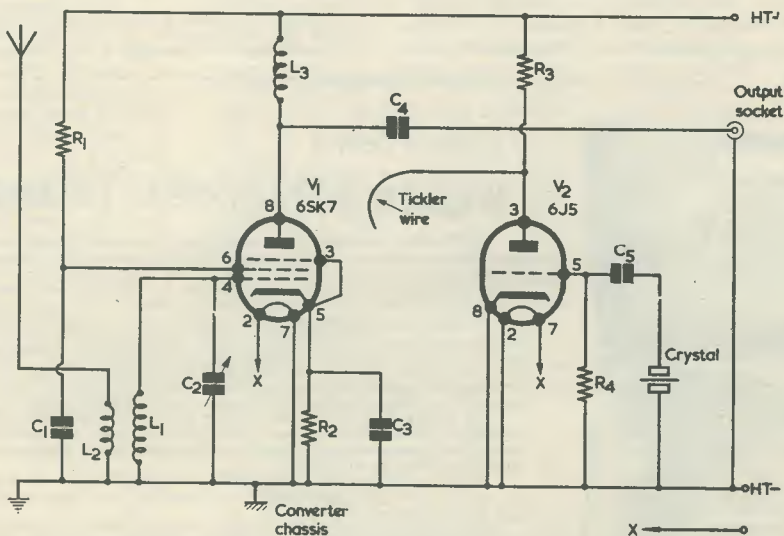 HT+
L3
R3
C4
Output
socket
R1
V1
6SK7
Tickler
wire
V2
6J5
8
3
6
3
4
5
C5
2
7
5
8
2
7
X
X
Crystal
C2
R4
C1
L2
L1
R2
C3
HT-
Converter
chassis
X